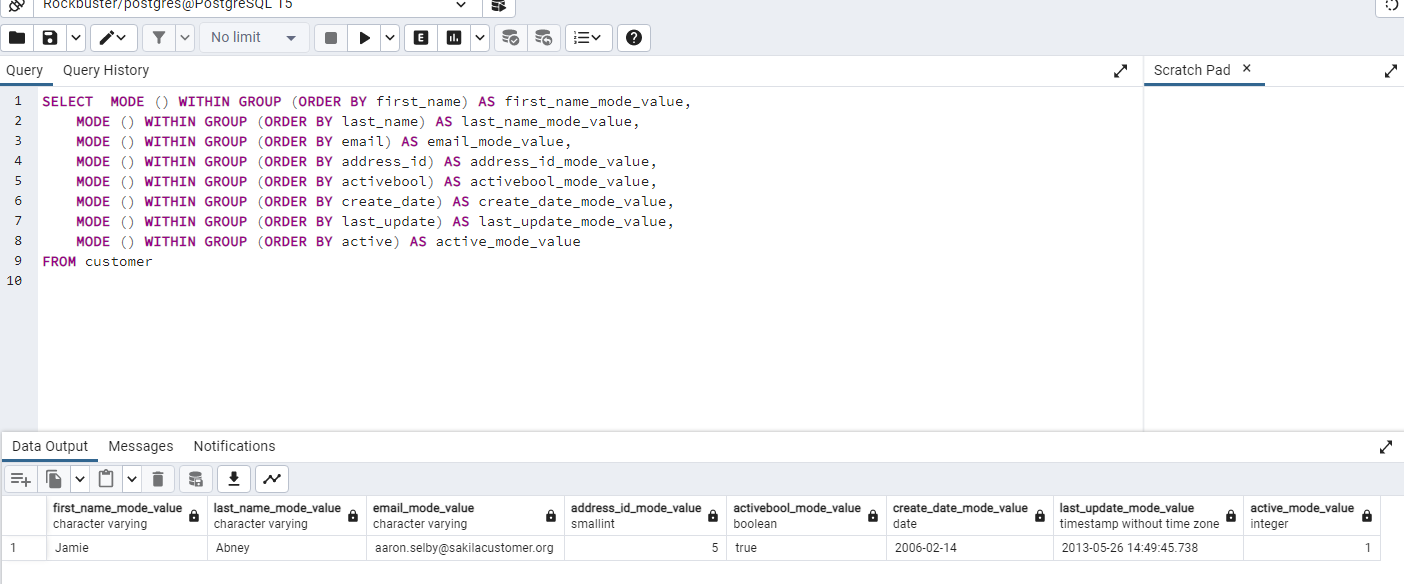 Rockbuster/postgres@PostgreSQL 15
No limit
E
Query Query History
Scratch Pad ×
1 SELECT  MODE () WITHIN GROUP (ORDER BY first_name) AS first_name_mode_value,
2 MODE () WITHIN GROUP (ORDER BY last_name) AS last_name_mode_value,
3 MODE () WITHIN GROUP (ORDER BY email) AS email_mode_value,
4 MODE () WITHIN GROUP (ORDER BY address_id) AS address_id_mode_value,
5 MODE () WITHIN GROUP (ORDER BY activebool) AS activebool_mode_value,
6 MODE () WITHIN GROUP (ORDER BY create_date) AS create_date_mode_value,
7 MODE () WITHIN GROUP (ORDER BY last_update) AS last_update_mode_value,
8 MODE () WITHIN GROUP (ORDER BY active) AS active_mode_value
9 FROM customer
10
Data Output Messages Notifications
first_name_mode_value last_name_mode_value email_mode_value address_id_mode_value activebool_mode_value create_date_mode_value last_update_mode_value active_mode_value
character varying character varying character varying smallint boolean date timestamp without time zone integer
1 Jamie Abney aaron.selby@sakilacustomer.org 5 true 2006-02-14 2013-05-26 14:49:45.738 1